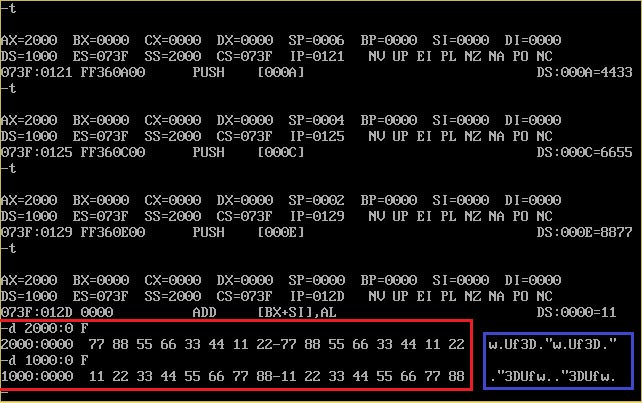 -t
AX=2000 BX=0000 CX=0000 DX=0000 SP=0006 BP=0000 SI=0000 DI=0000
DS=1000 ES=073F SS=2000 CS=073F IP=0121 NV UP EI PL NZ NA PO NC
073F:0121 FF360A00 PUSH [000A] DS:000A=4433
-t
AX=2000 BX=0000 CX=0000 DX=0000 SP=0004 BP=0000 SI=0000 DI=0000
DS=1000 ES=073F SS=2000 CS=073F IP=0125 NV UP EI PL NZ NA PO NC
073F:0125 FF360C00 PUSH [000C] DS:000C=6655
-t
AX=2000 BX=0000 CX=0000 DX=0000 SP=0002 BP=0000 SI=0000 DI=0000
DS=1000 ES=073F SS=2000 CS=073F IP=0129 NV UP EI PL NZ NA PO NC
073F:0129 FF360E00 PUSH [000E] DS:000E=8877
-t
AX=2000 BX=0000 CX=0000 DX=0000 SP=0000 BP=0000 SI=0000 DI=0000
DS=1000 ES=073F SS=2000 CS=073F IP=012D NV UP EI PL NZ NA PO NC
073F:012D 0000 ADD [BX+SI],AL DS:0000=11
-d 2000:0 F
2000:0000 77 88 55 66 33 44 11 22-77 88 55 66 33 44 11 22 w.Uf3D."w.Uf3D."
-d 1000:0 F
1000:0000 11 22 33 44 55 66 77 88-11 22 33 44 55 66 77 88 ."3DUfw.."3DUfw.
-